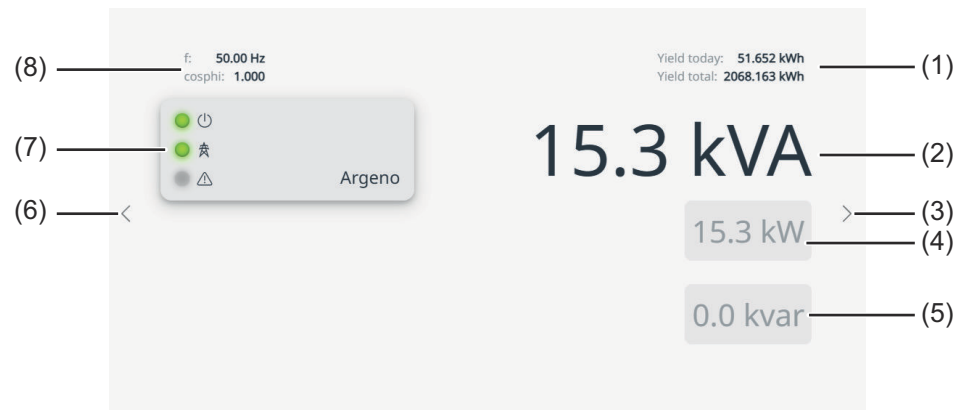 (8)
f: 50.00 Hz
cosphi: 1.000
Yield today: 51.652 kWh
Yield total: 2068.163 kWh
(1)
(7)
Argeno
15.3 kVA
(2)
(6)
<
>
(3)
15.3 kW
(4)
0.0 kvar
(5)